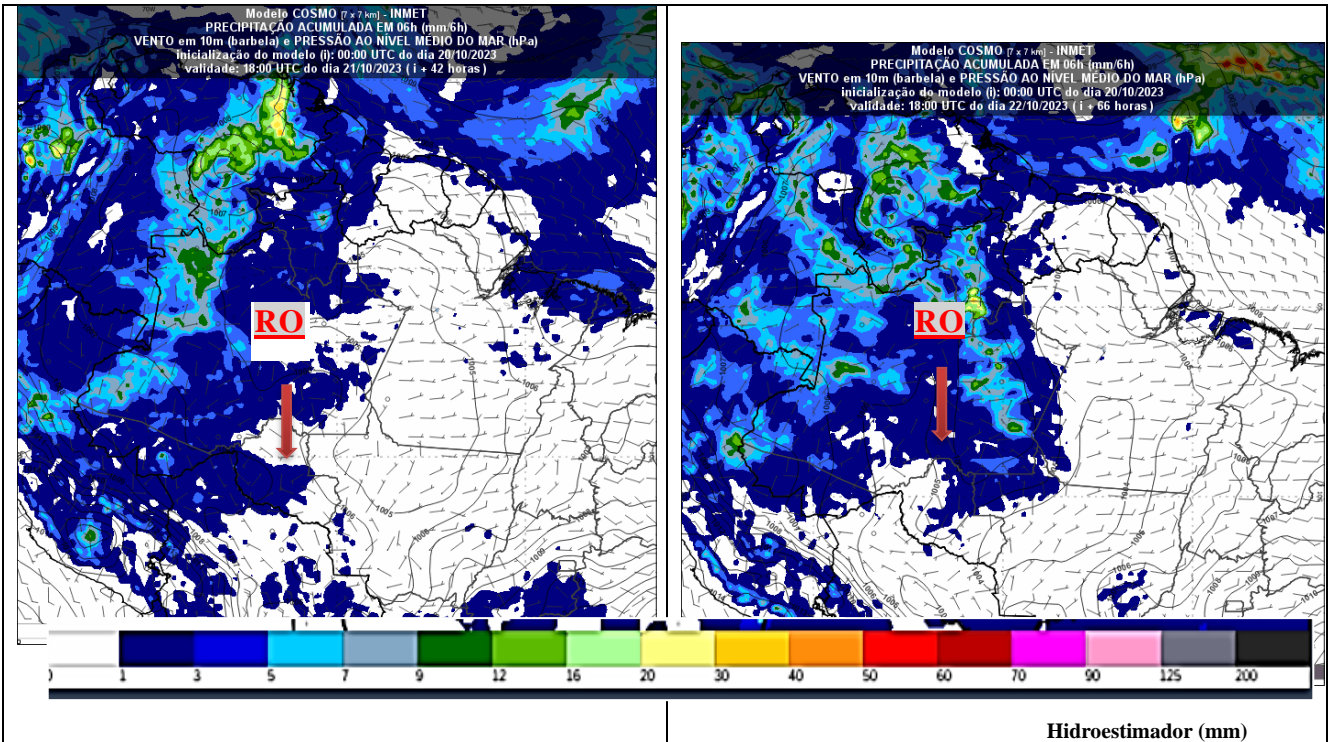 Modelo COSMO [7 x 7 km] - INMET
PRECIPITAÇÃO ACUMULADA EM 06h (mm/6h)
VENTO em 10m (barbela) e PRESSÃO AO NÍVEL MÉDIO DO MAR (hPa)
inicialização do modelo (i): 00:00 UTC do dia 20/10/2023
validade: 18:00 UTC do dia 21/10/2023 ( i + 42 horas )
RO
Modelo COSMO [7 x 7 km] - INMET
PRECIPITAÇÃO ACUMULADA EM 06h (mm/6h)
VENTO em 10m (barbela) e PRESSÃO AO NÍVEL MÉDIO DO MAR (hPa)
inicialização do modelo (i): 00:00 UTC do dia 20/10/2023
validade: 18:00 UTC do dia 22/10/2023 ( i + 66 horas )
RO
1 3 5 7 9 12 16 20 30 40 50 60 70 90 125 200
Hidroestimador (mm)